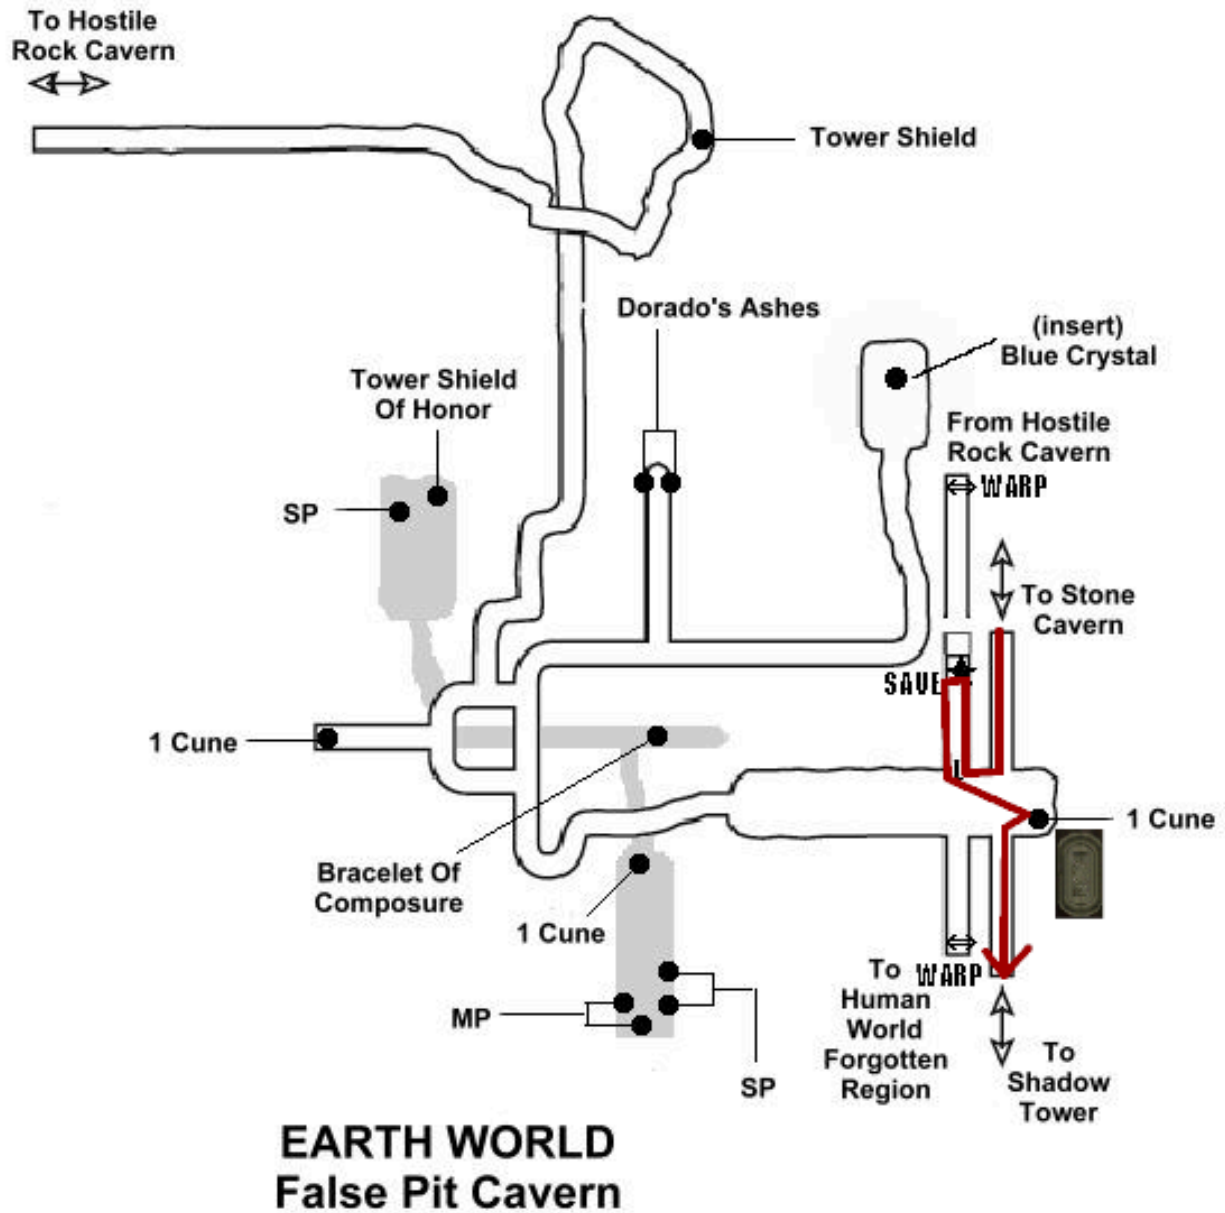 To Hostile
Rock Cavern
Tower Shield
Dorado's Ashes
(insert)
Blue Crystal
Tower Shield
Of Honor
From Hostile
Rock Cavern
WARP
SP
To Stone
Cavern
SAVE
1 Cune
L
1 Cune
Bracelet Of
Composure
1 Cune
WARP
To
Human
World
Forgotten
Region
MP
SP
To
Shadow
Tower
EARTH WORLD
False Pit Cavern